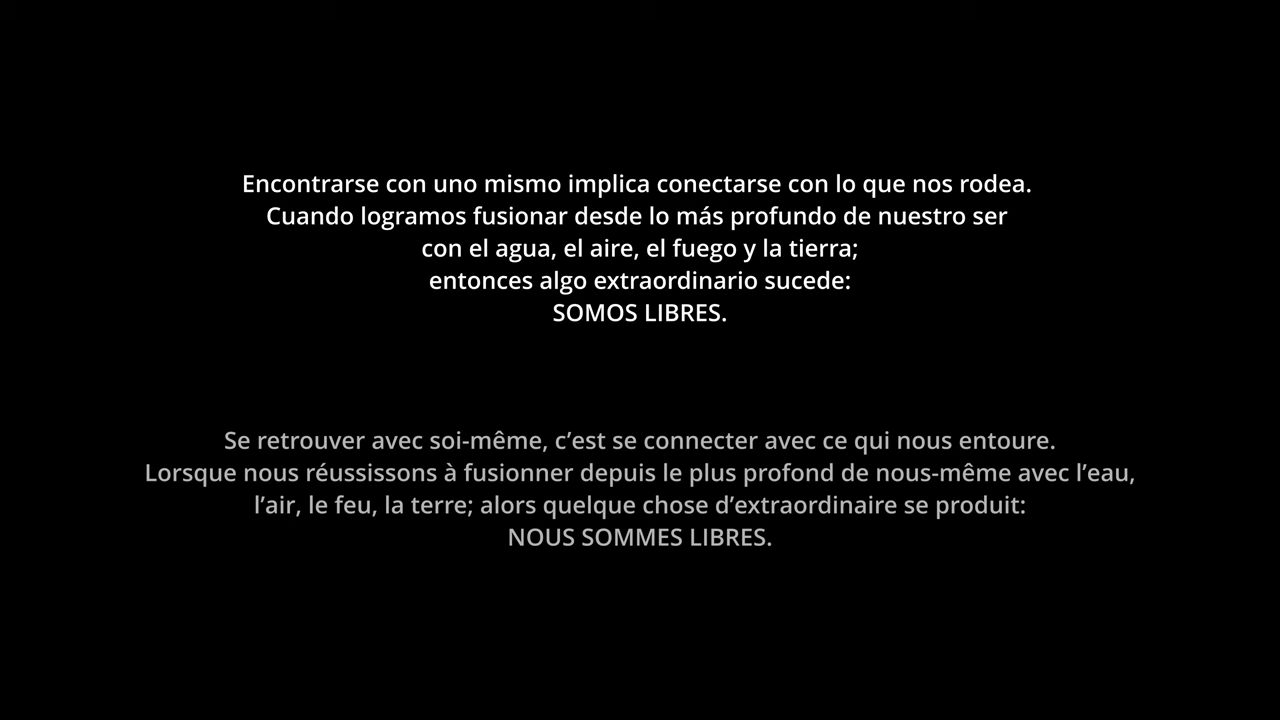 Encontrarse con uno mismo implica conectarse con lo que nos rodea.
Cuando logramos fusionar desde lo más profundo de nuestro ser
con el agua, el aire, el fuego y la tierra;
entonces algo extraordinario sucede:
SOMOS LIBRES.
Se retrouver avec soi-même, c’est se connecter avec ce qui nous entoure.
Lorsque nous réussissons à fusionner depuis le plus profond de nous-même avec l’eau,
l’air, le feu, la terre; alors quelque chose d’extraordinaire se produit:
NOUS SOMMES LIBRES.